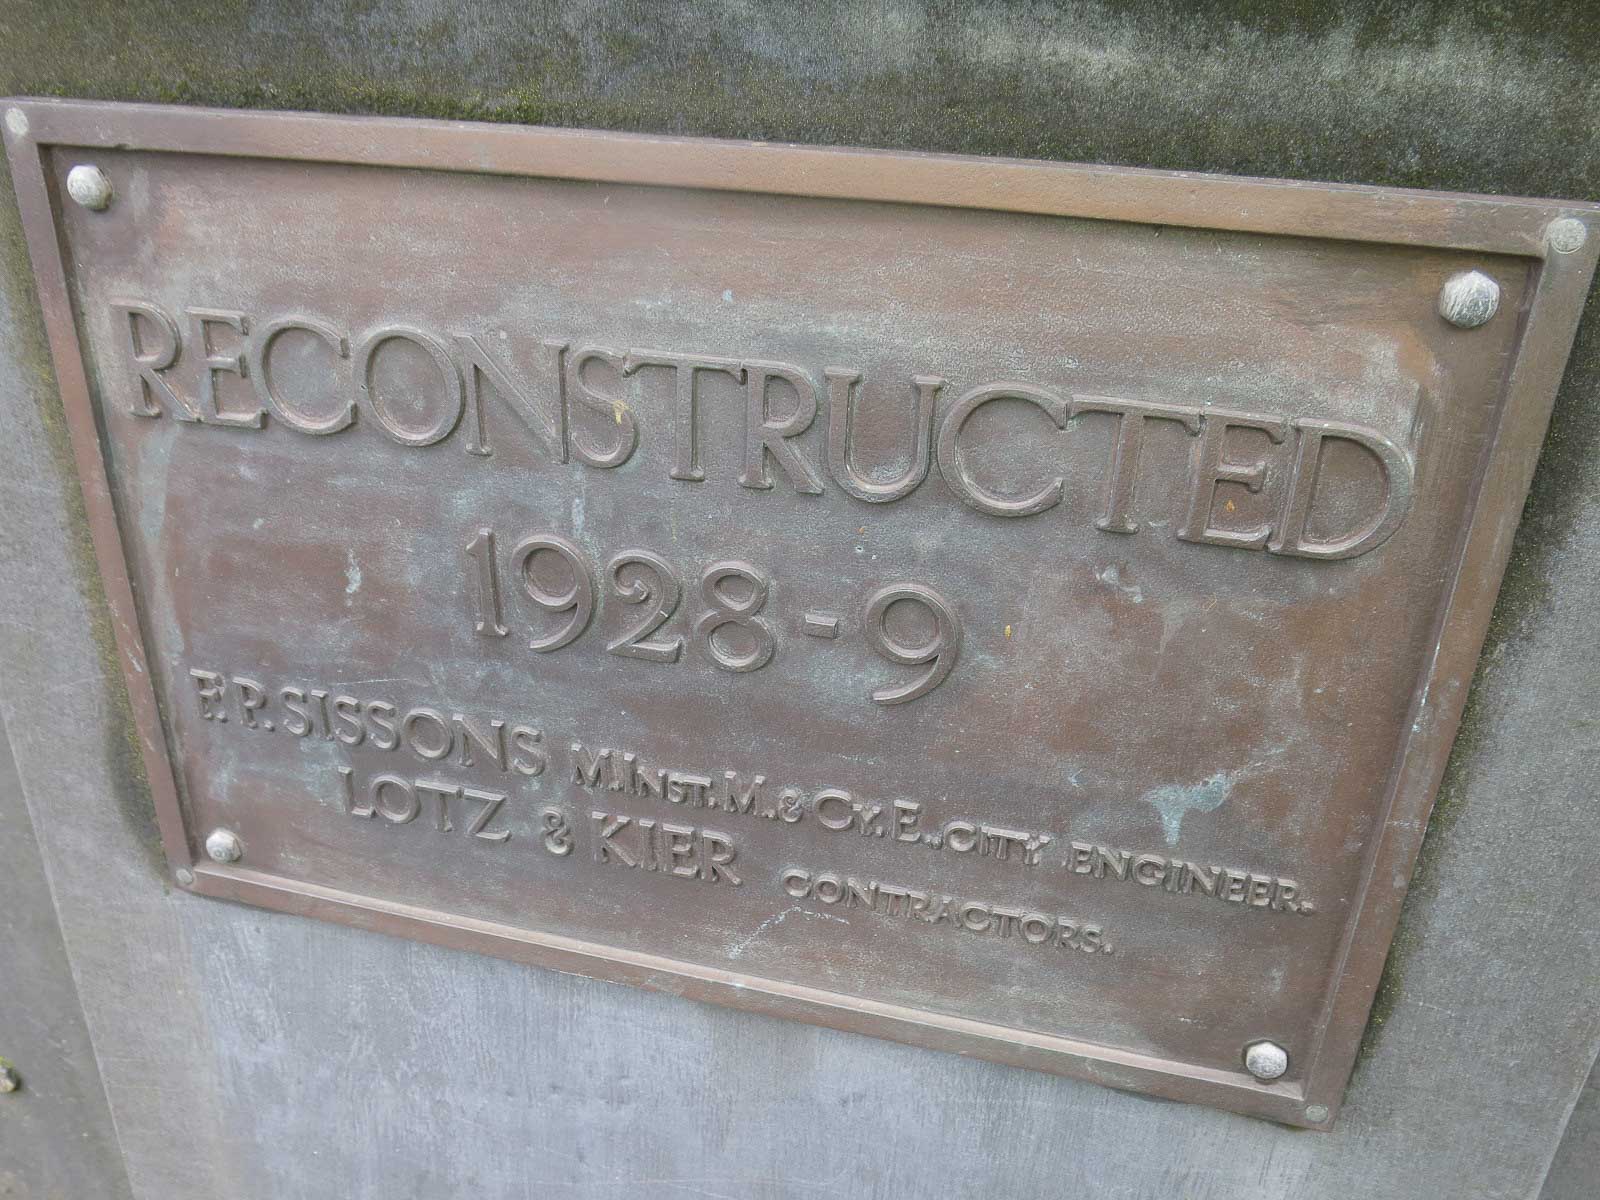 RECONSTRUCTED
1928-9
F. P. SISSONS M.INST. M. & CY. E., CITY ENGINEER.
LOTZ & KIER CONTRACTORS.